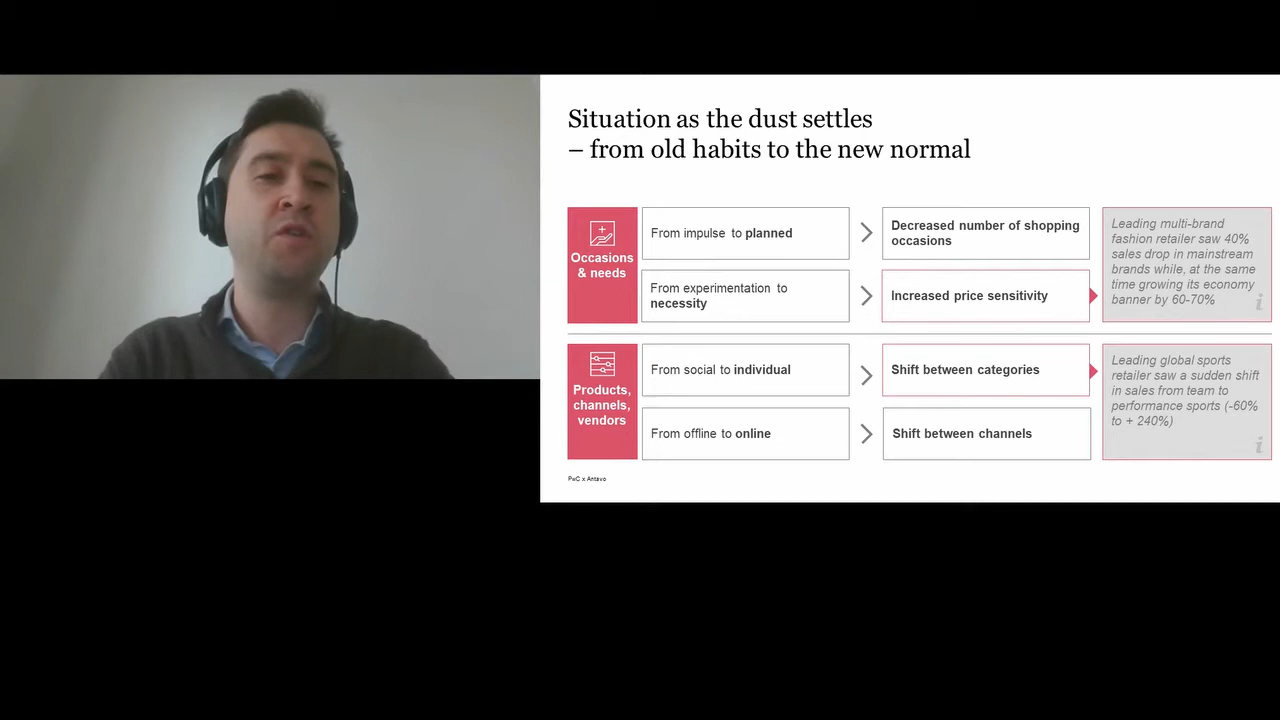 Situation as the dust settles
– from old habits to the new normal
Occasions
& needs
From impulse to planned
Decreased number of shopping
occasions
From experimentation to
necessity
Increased price sensitivity
Leading multi-brand
fashion retailer saw 40%
sales drop in mainstream
brands while, at the same
time growing its economy
banner by 60-70%
Products,
channels,
vendors
From social to individual
Shift between categories
From offline to online
Shift between channels
Leading global sports
retailer saw a sudden shift
in sales from team to
performance sports (-60%
to + 240%)
PwC x Antavo